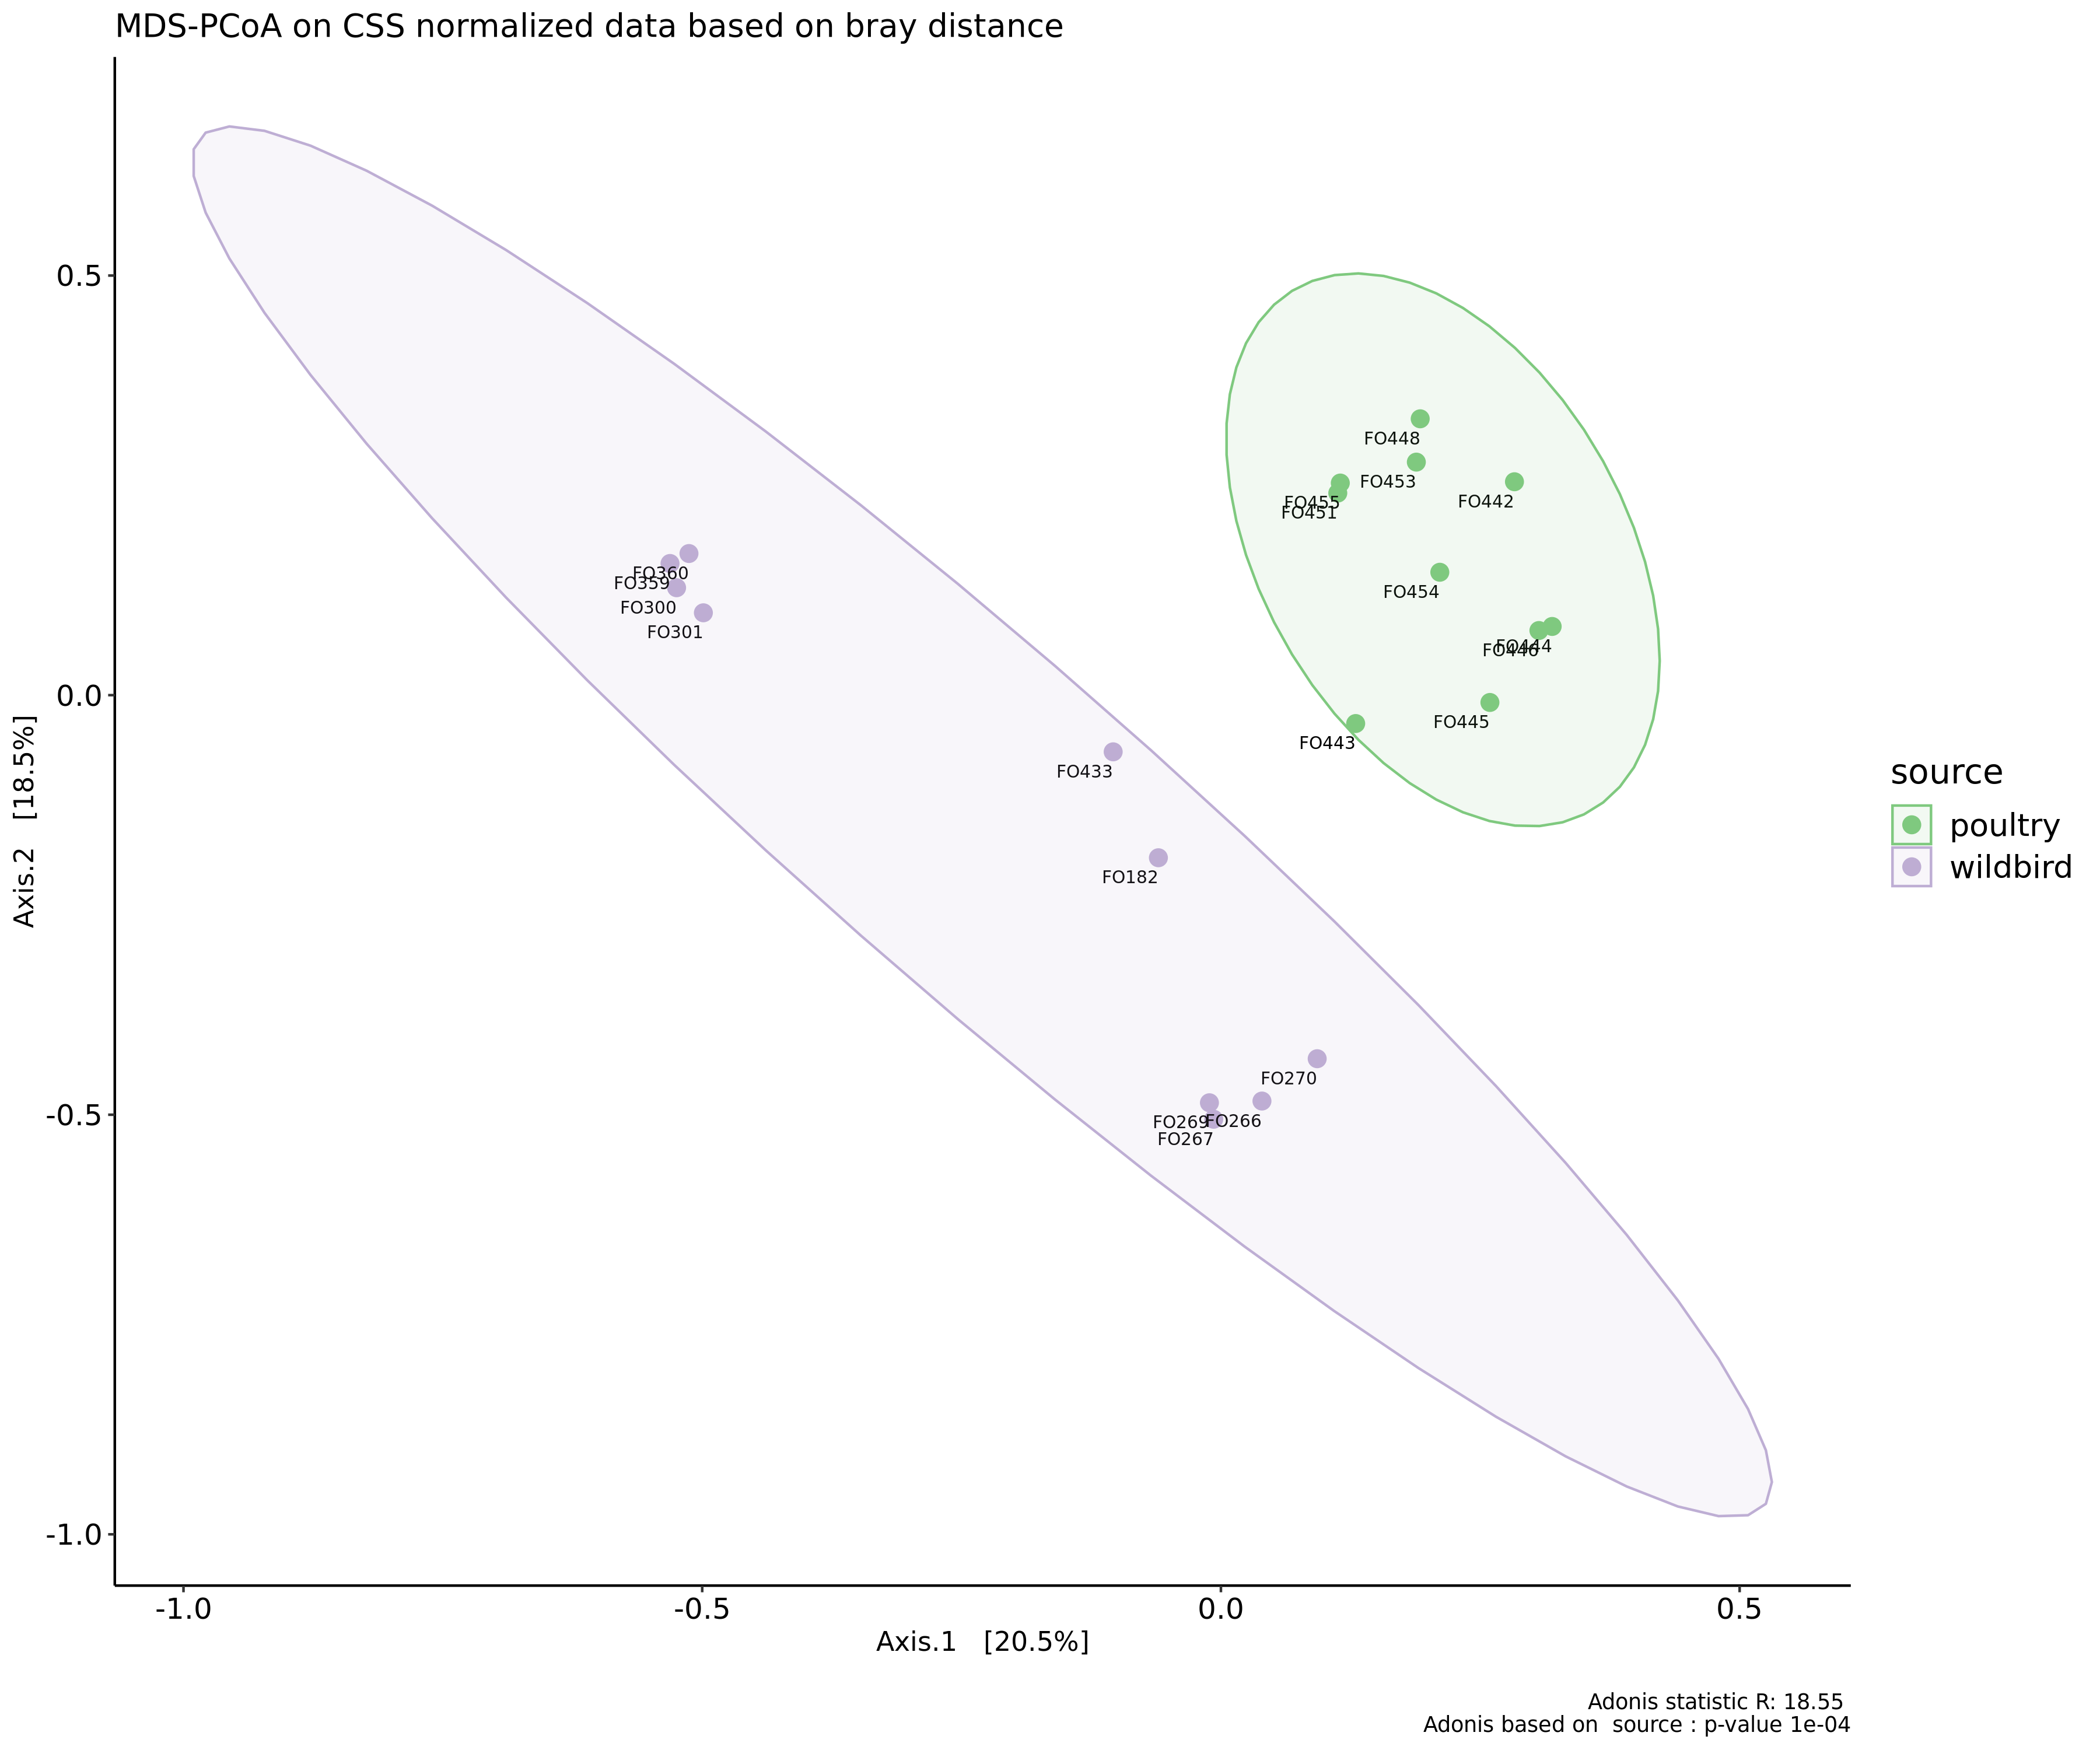 MDS-PCoA on CSS normalized data based on bray distance
0.5
0.0
-0.5
-1.0
Axis.2 [18.5%]
FO448
FO453
FO455
FO451
FO442
FO360
FO359
FO300
FO301
FO454
FO444
FO446
FO445
FO443
FO433
FO182
FO270
FO269
FO266
FO267
-1.0
-0.5
0.0
0.5
Axis.1 [20.5%]
source
poultry
wildbird
Adonis statistic R: 18.55
Adonis based on source : p-value 1e-04